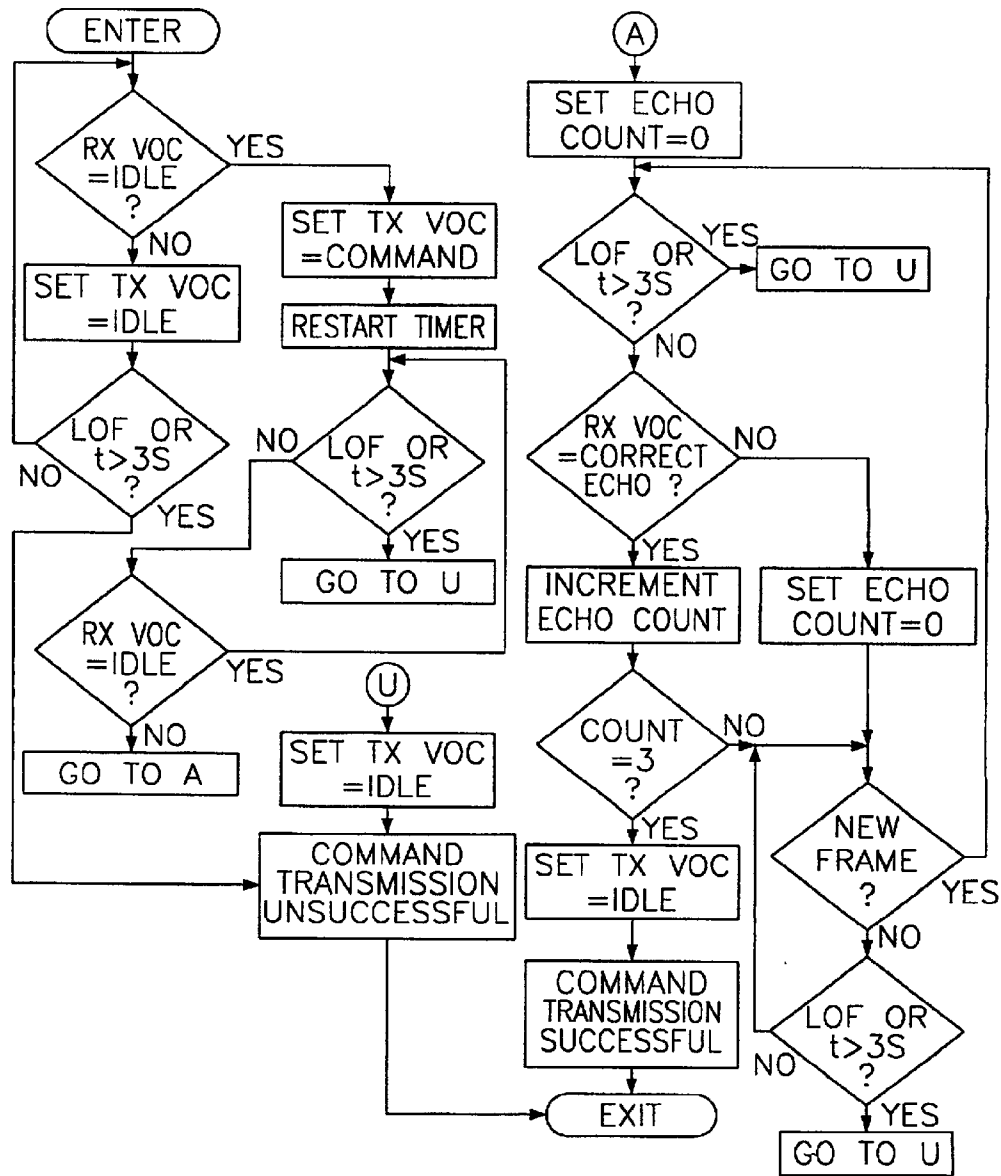 ENTER
RX VOC
=IDLE
?
YES
NO
SET TX VOC
=IDLE
LOF OR
t>3S
?
NO
YES
SET TX VOC
=COMMAND
RESTART TIMER
LOF OR
t>3S
?
NO
YES
GO TO U
RX VOC
=IDLE
?
YES
NO
GO TO A
U
SET TX VOC
=IDLE
COMMAND
TRANSMISSION
UNSUCCESSFUL
A
SET ECHO
COUNT=0
LOF OR
t>3S
?
YES
GO TO U
NO
RX VOC
=CORRECT
ECHO ?
NO
YES
INCREMENT
ECHO COUNT
SET ECHO
COUNT=0
COUNT
=3
?
NO
YES
SET TX VOC
=IDLE
COMMAND
TRANSMISSION
SUCCESSFUL
EXIT
NEW
FRAME
?
YES
NO
LOF OR
t>3S
?
NO
YES
GO TO U